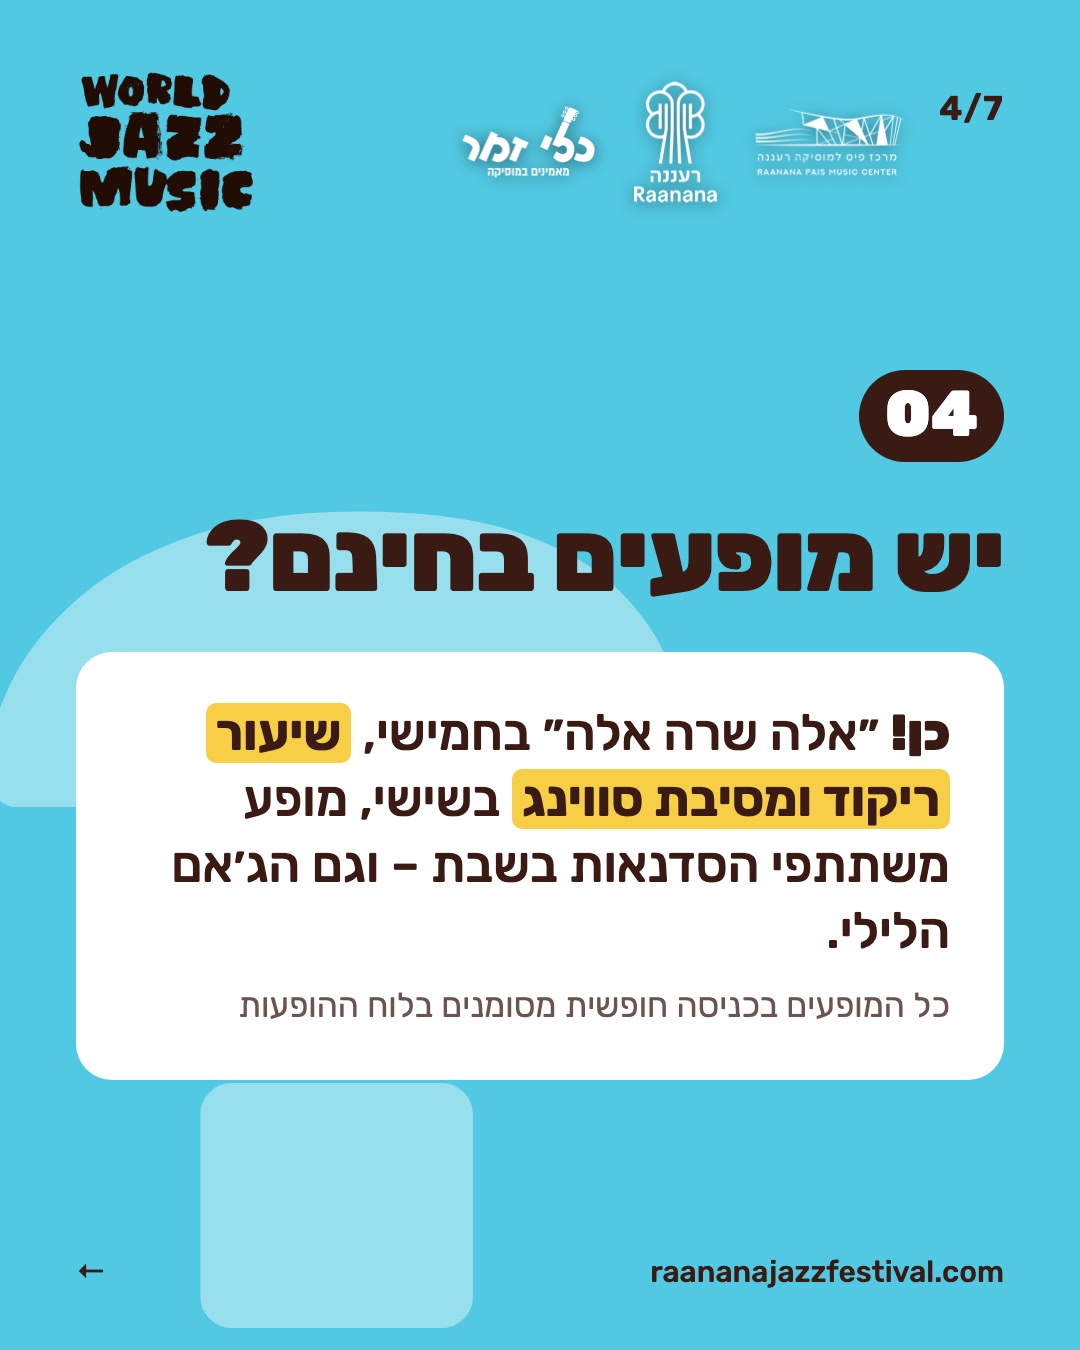 WORLD
JAZZ
MUSIC
כלי זמר
מאמינים במוסיקה
רעננה
Raanana
מרכז פיס למוסיקה רעננה
RAANANA PAIS MUSIC CENTER
4/7
04
יש מופעים בחינם?
כן! ״אלה שרה אלה״ בחמישי, שיעור
ריקוד ומסיבת סווינג בשישי, מופע
משתתפי הסדנאות בשבת – וגם הג׳אם
הלילי.
כל המופעים בכניסה חופשית מסומנים בלוח ההופעות
←
raananajazzfestival.com